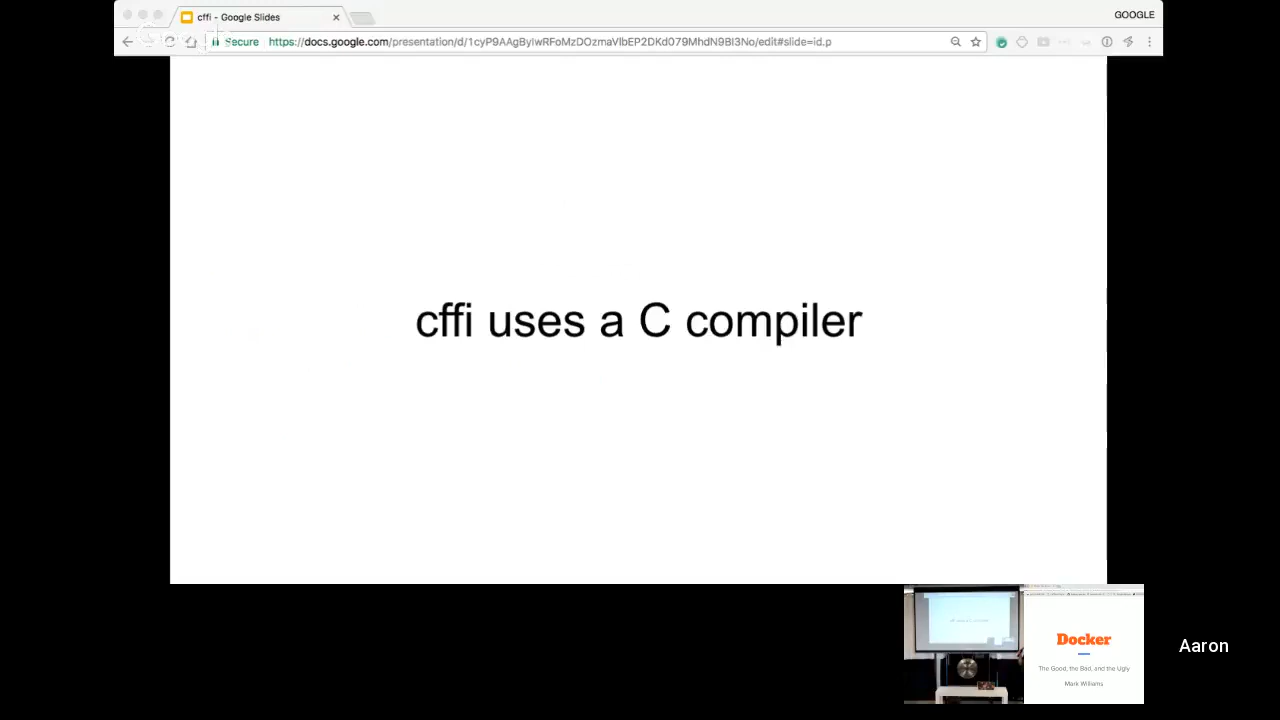 cffi - Google Slides
GOOGLE
Secure
https://docs.google.com/presentation/d/1cyP9AAgByIwRFoMzDOzmaVlbEP2DKd079MhdN9BI3No/edit#slide=id.p
cffi uses a C compiler
Docker
The Good, the Bad, and the Ugly
Mark Williams
Aaron